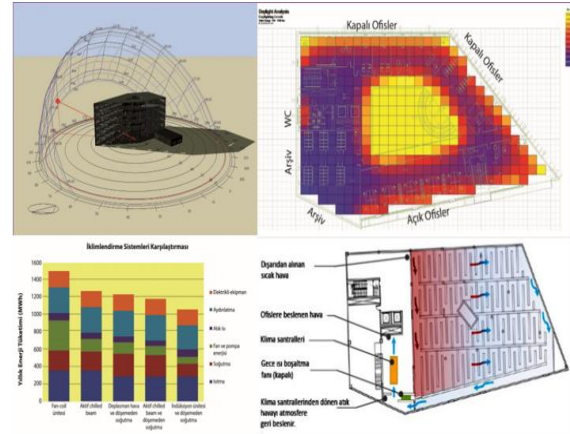 Daylight Analysis
Kapalı Ofisler
Kapalı Ofisler
WC
Arşiv
Arşiv
Açık Ofisler
İklimlendirme Sistemleri Karşılaştırması
Yıllık Enerji Tüketimi (MWh)
1600
1400
1200
1000
800
600
400
200
0
Elektrikli ekipman
Aydınlatma
Atık ısı
Fan ve pompa
enerjisi
Soğutma
Isıtma
Fan-coil
ünitesi
Aktif chilled
beam
Deplasman hava
ve döşemeden
soğutma
Aktif chilled
beam ve
döşemeden
soğutma
İndüksiyon ünitesi
ve döşemeden
soğutma
Dışarıdan alınan
sıcak hava
Ofislere beslenen hava
Klima santralleri
Gece ısı boşaltma
fanı (kapalı)
Klima santrallerinden dönen atık
havayı atmosfere
geri beslenir.